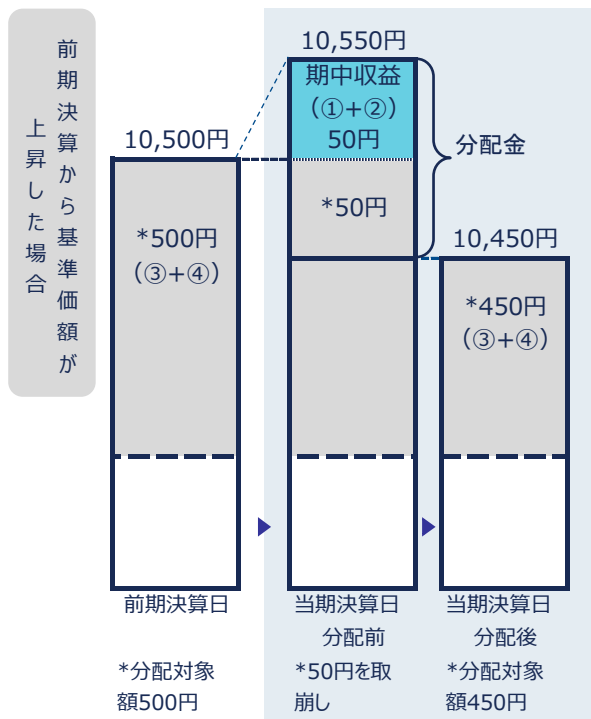 前期決算から基準価額が
上昇した場合
10,500円
*500円
（③＋④）
前期決算日
*分配対象
額500円
10,550円
期中収益
（①＋②）
50円
*50円
分配金
当期決算日
分配前
*50円を取
崩し
10,450円
*450円
（③＋④）
当期決算日
分配後
*分配対象
額450円